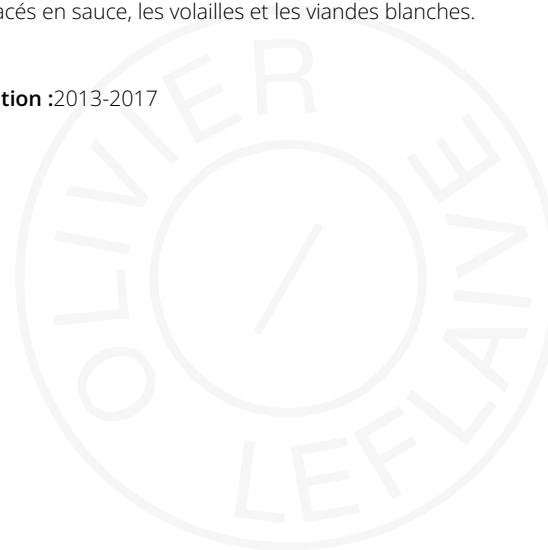 acés en sauce, les volailles et les viandes blanches.
tion :2013-2017
OLIVIER LEFLAIVE